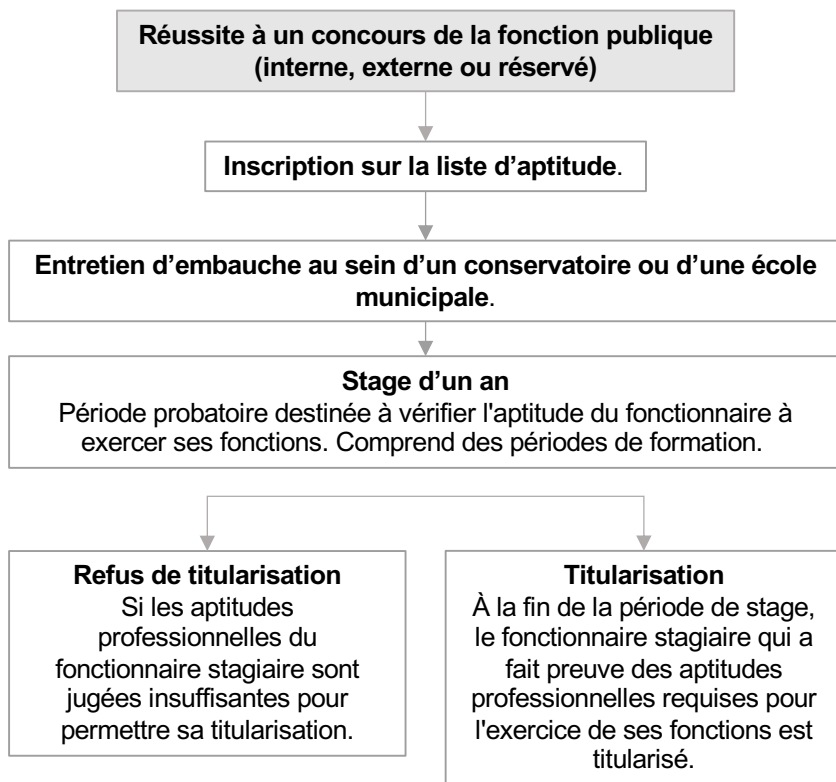 Réussite à un concours de la fonction publique
(interne, externe ou réservé)
Inscription sur la liste d’aptitude.
Entretien d’embauche au sein d’un conservatoire ou d’une école
municipale.
Stage d’un an
Période probatoire destinée à vérifier l'aptitude du fonctionnaire à
exercer ses fonctions. Comprend des périodes de formation.
Refus de titularisation
Si les aptitudes
professionnelles du
fonctionnaire stagiaire sont
jugées insuffisantes pour
permettre sa titularisation.
Titularisation
À la fin de la période de stage,
le fonctionnaire stagiaire qui a
fait preuve des aptitudes
professionnelles requises pour
l'exercice de ses fonctions est
titularisé.